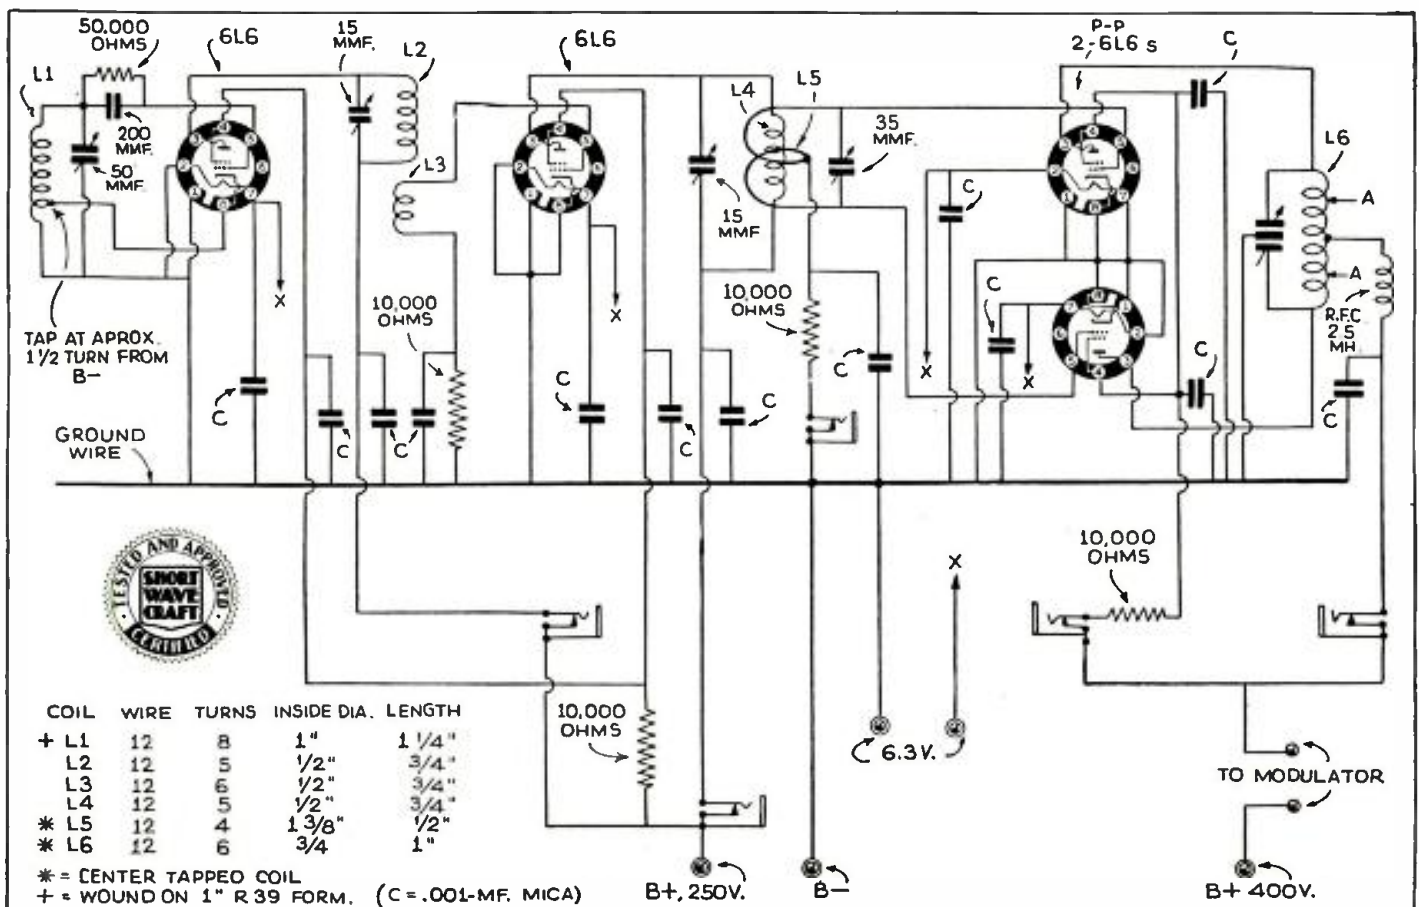 50,000
OHMS
6L6
15
MMF.
L2
6L6
P-P
2-6L6 s
C
L1
200
MMF.
50
MMF.
L3
L4
L5
35
MMF.
15
MMF
C
L6
A
A
X
TAP AT APROX.
1 1/2 TURN FROM
B-
10,000
OHMS
X
10,000
OHMS
C
X
X
R.F.C
2.5
MH.
C
C
C
C
C
C
C
C
C
GROUND
WIRE
TESTED AND APPROVED
SHORT
WAVE
CRAFT
CERTIFIED
X
10,000
OHMS
COIL WIRE TURNS INSIDE DIA. LENGTH
+ L1 12 8 1" 1 1/4"
L2 12 5 1/2" 3/4"
L3 12 6 1/2" 3/4"
L4 12 5 1/2" 3/4"
* L5 12 4 1 3/8" 1/2"
* L6 12 6 3/4 1"
* = CENTER TAPPED COIL
+ = WOUND ON 1" R39 FORM. (C=.001-MF. MICA)
10,000
OHMS
6.3V.
TO MODULATOR
B+, 250V.
B-
B+ 400V.